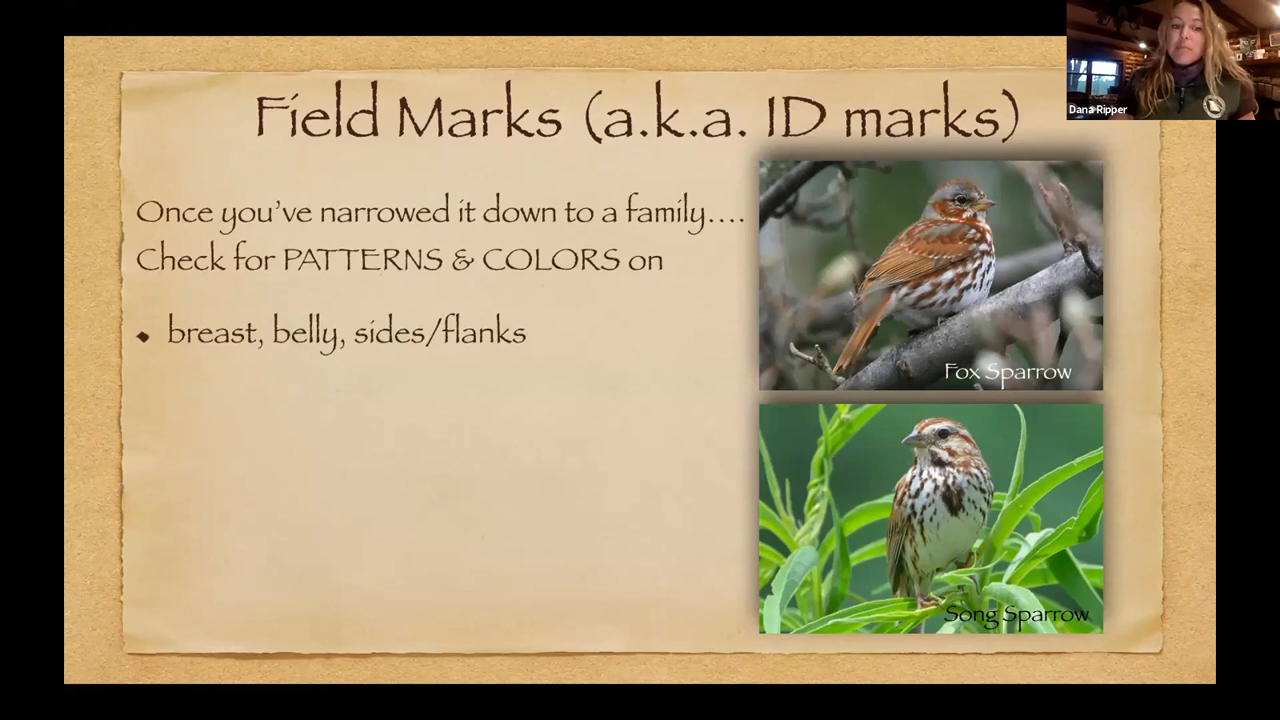 Field Marks (a.k.a. ID marks)
Dana Ripper
Once you've narrowed it down to a family....
Check for PATTERNS & COLORS on
• breast, belly, sides/flanks
Fox Sparrow
Song Sparrow